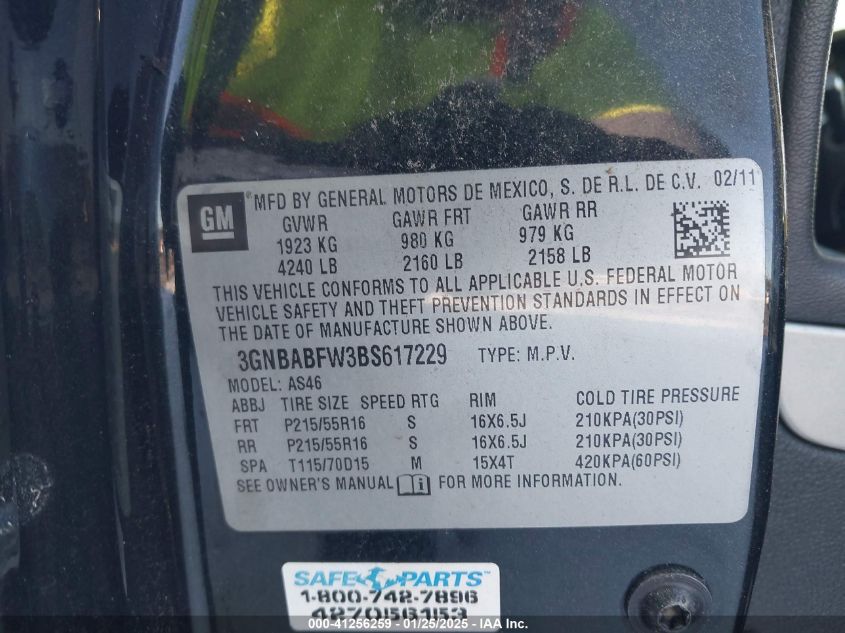 GM
MFD BY GENERAL MOTORS DE MEXICO, S. DE R.L. DE C.V. 02/11
GVWR GAWR FRT GAWR RR
1923 KG 980 KG 979 KG
4240 LB 2160 LB 2158 LB
THIS VEHICLE CONFORMS TO ALL APPLICABLE U.S. FEDERAL MOTOR
VEHICLE SAFETY AND THEFT PREVENTION STANDARDS IN EFFECT ON
THE DATE OF MANUFACTURE SHOWN ABOVE.
3GNBABFW3BS617229 TYPE: M.P.V.
MODEL: AS46
ABBJ TIRE SIZE SPEED RTG RIM COLD TIRE PRESSURE
FRT P215/55R16 S 16X6.5J 210KPA(30PSI)
RR P215/55R16 S 16X6.5J 210KPA(30PSI)
SPA T115/70D15 M 15X4T 420KPA(60PSI)
SEE OWNER'S MANUAL FOR MORE INFORMATION.
SAFE PARTS
1-800-742-7896
427056153
000-41256259 - 01/25/2025 - IAA Inc.